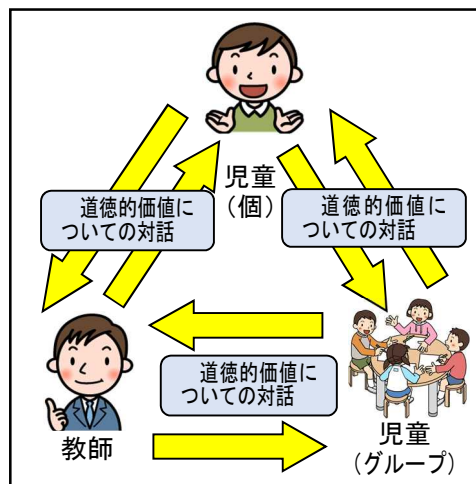 児童
（個）
道徳的価値に
ついての対話
道徳的価値に
ついての対話
道徳的価値に
ついての対話
教師
児童
（グループ）